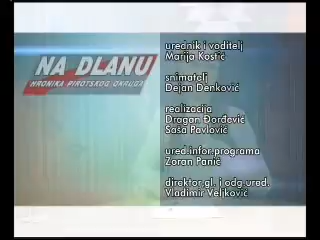 NA DLANU
HRONIKA PIROTSKOG OKRUGA
urednik i voditelj
Marija Kostić
snimatelj
Dejan Denković
realizacija
Dragan Đorđević
Saša Pavlović
ured.infor.programa
Zoran Panić
direktor,gl. i odg.ured.
Vladimir Veljković